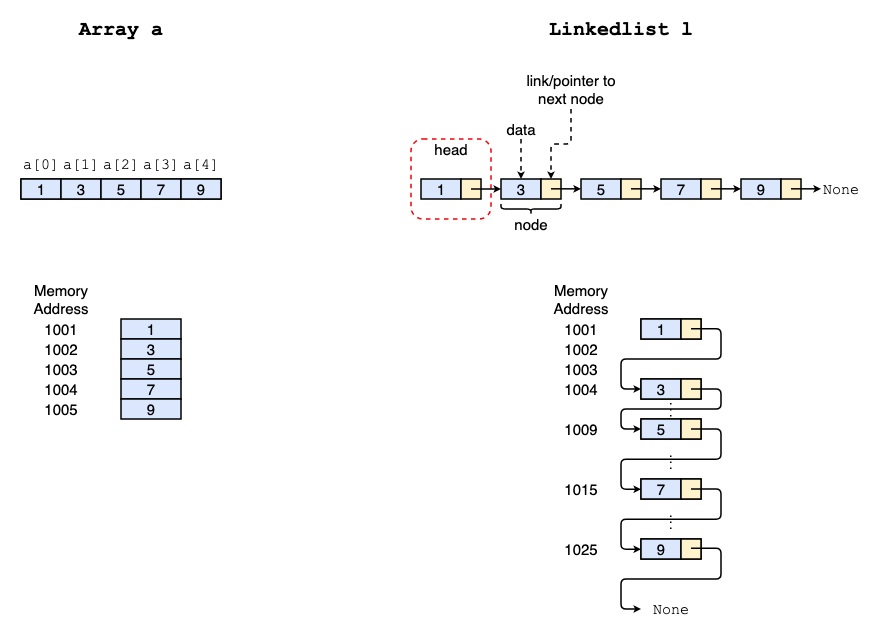 Array a
Linkedlist l
link/pointer to
next node
data
head
a[0] a[1] a[2] a[3] a[4]
1 3 5 7 9
1 3 5 7 9 None
node
Memory
Address
1001 1
1002 3
1003 5
1004 7
1005 9
Memory
Address
1001 1
1002
1003
1004 3
1009 5
1015 7
1025 9
None